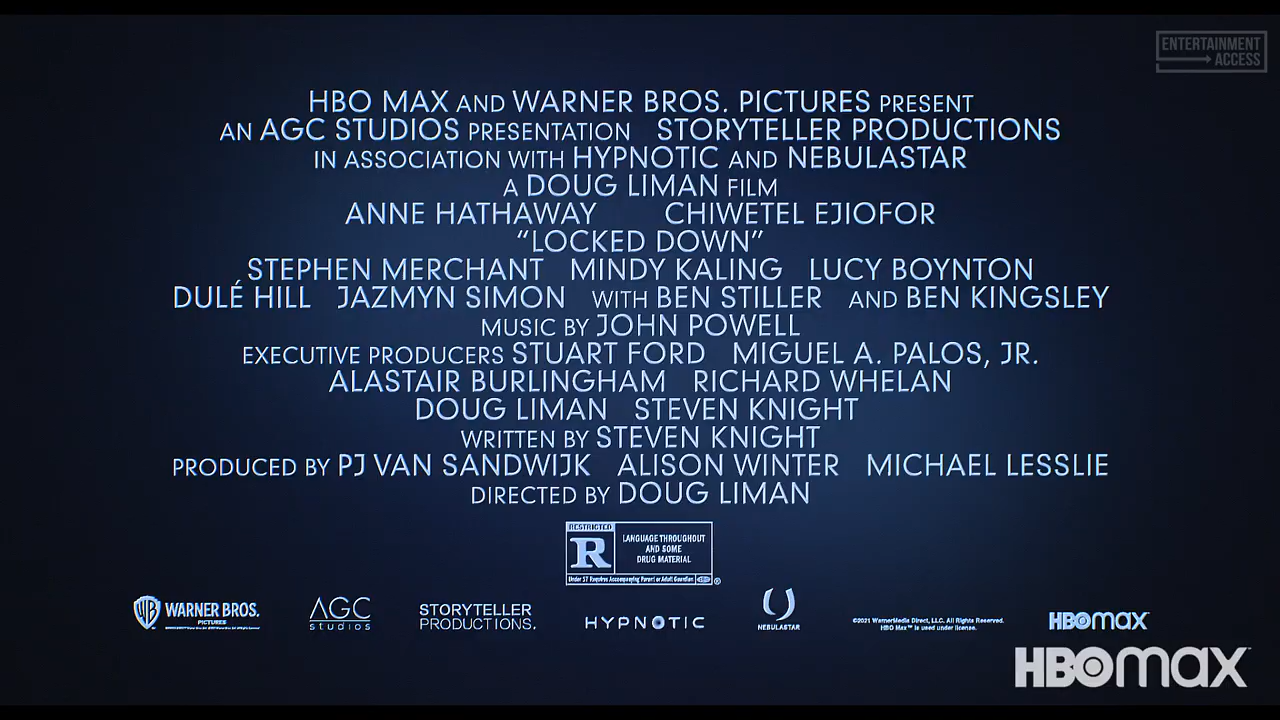 ENTERTAINMENT
ACCESS
HBO MAX AND WARNER BROS. PICTURES PRESENT
AN AGC STUDIOS PRESENTATION STORYTELLER PRODUCTIONS
IN ASSOCIATION WITH HYPNOTIC AND NEBULASTAR
A DOUG LIMAN FILM
ANNE HATHAWAY CHIWETEL EJIOFOR
“LOCKED DOWN”
STEPHEN MERCHANT MINDY KALING LUCY BOYNTON
DULÉ HILL JAZMYN SIMON WITH BEN STILLER AND BEN KINGSLEY
MUSIC BY JOHN POWELL
EXECUTIVE PRODUCERS STUART FORD MIGUEL A. PALOS, JR.
ALASTAIR BURLINGHAM RICHARD WHELAN
DOUG LIMAN STEVEN KNIGHT
WRITTEN BY STEVEN KNIGHT
PRODUCED BY PJ VAN SANDWIJK ALISON WINTER MICHAEL LESSLIE
DIRECTED BY DOUG LIMAN
RESTRICTED
R
LANGUAGE THROUGHOUT
AND SOME
DRUG MATERIAL
Under 17 Requires Accompanying Parent or Adult Guardian ®
WB WARNER BROS.
PICTURES
AGC
studios
STORYTELLER
PRODUCTIONS.
HYPNOTIC
NEBULASTAR
©2021 WarnerMedia Direct, LLC. All Rights Reserved.
HBO Max™ is used under license.
HBOmax
HBOmax